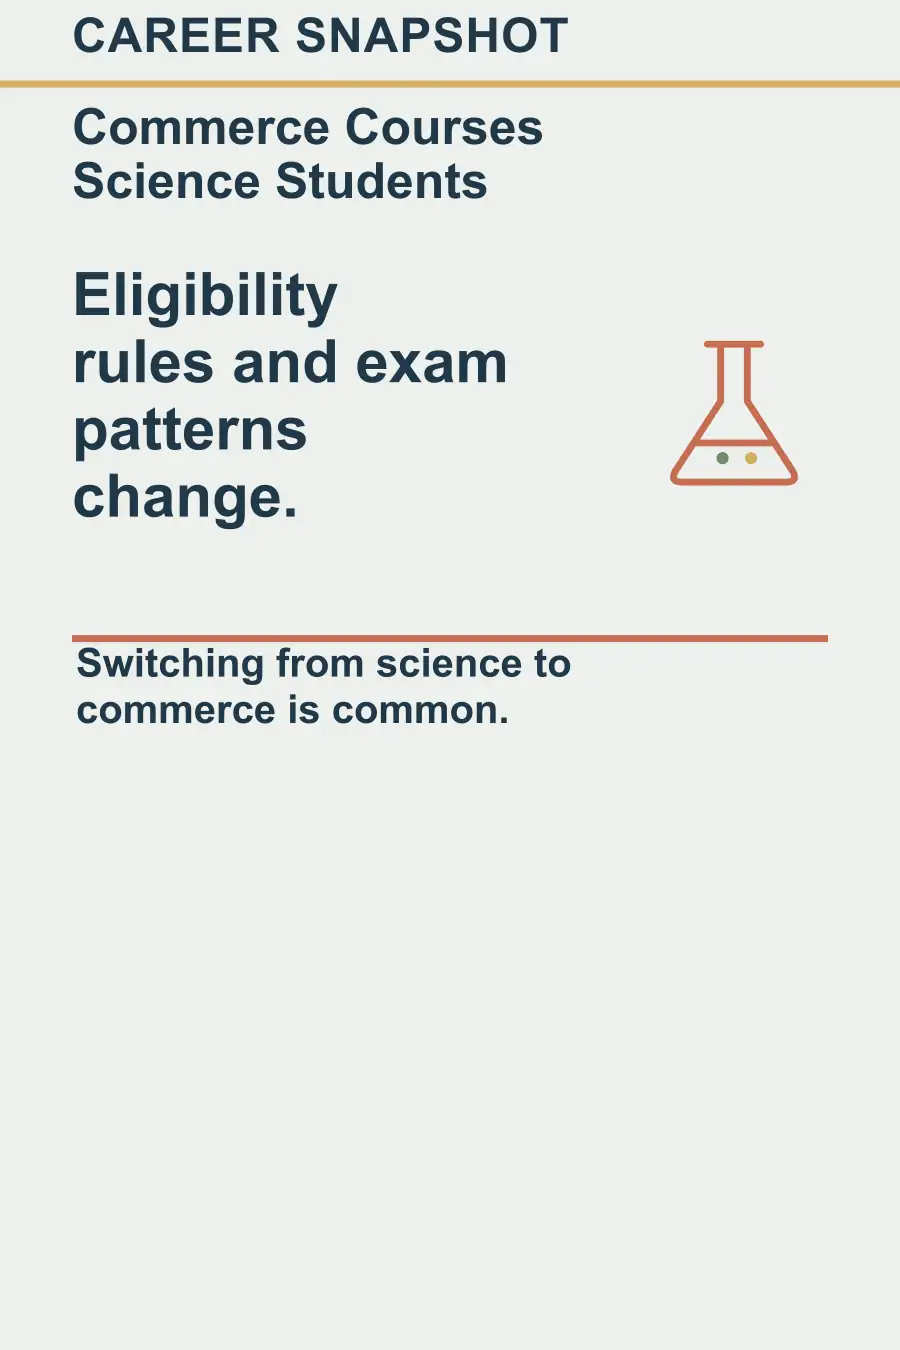 CAREER SNAPSHOT
Commerce Courses
Science Students
Eligibility
rules and exam
patterns
change.
Switching from science to
commerce is common.